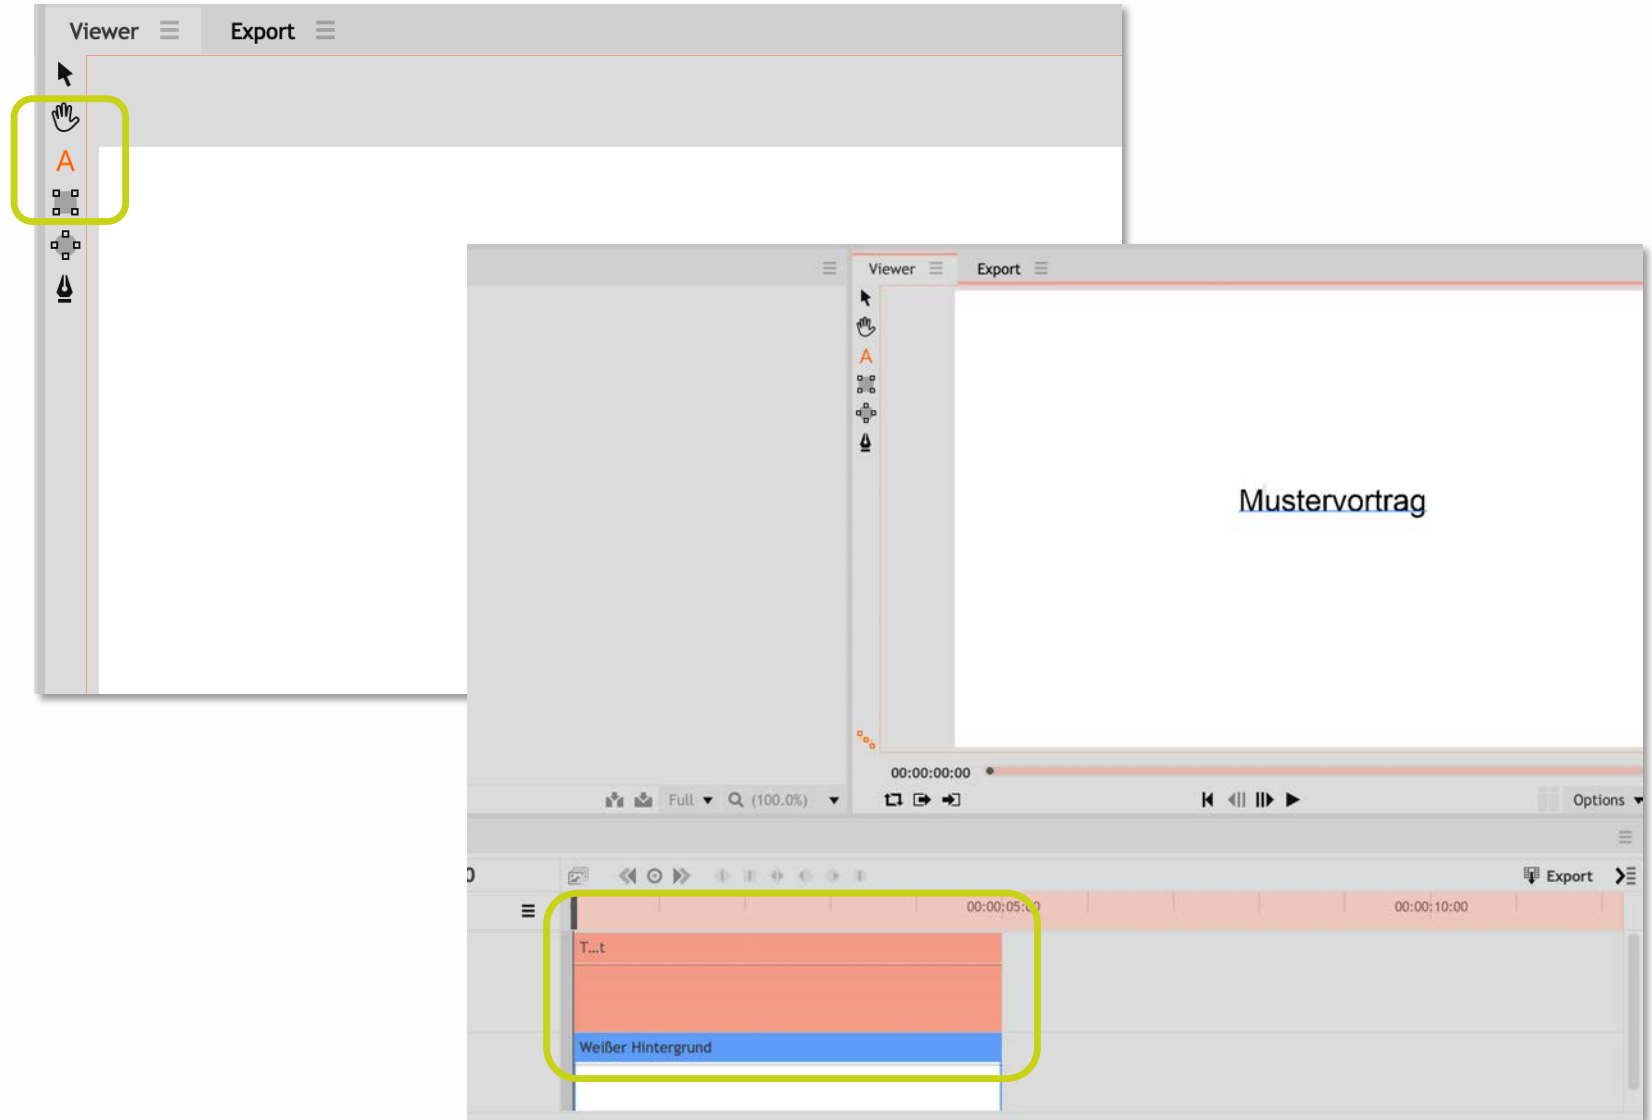 Viewer Export
A
Viewer Export
A
Mustervortrag
00:00:00:00
Full (100.0%)
Options
0
Export
00:00:05:00 00:00:10:00
T...t
Weißer Hintergrund